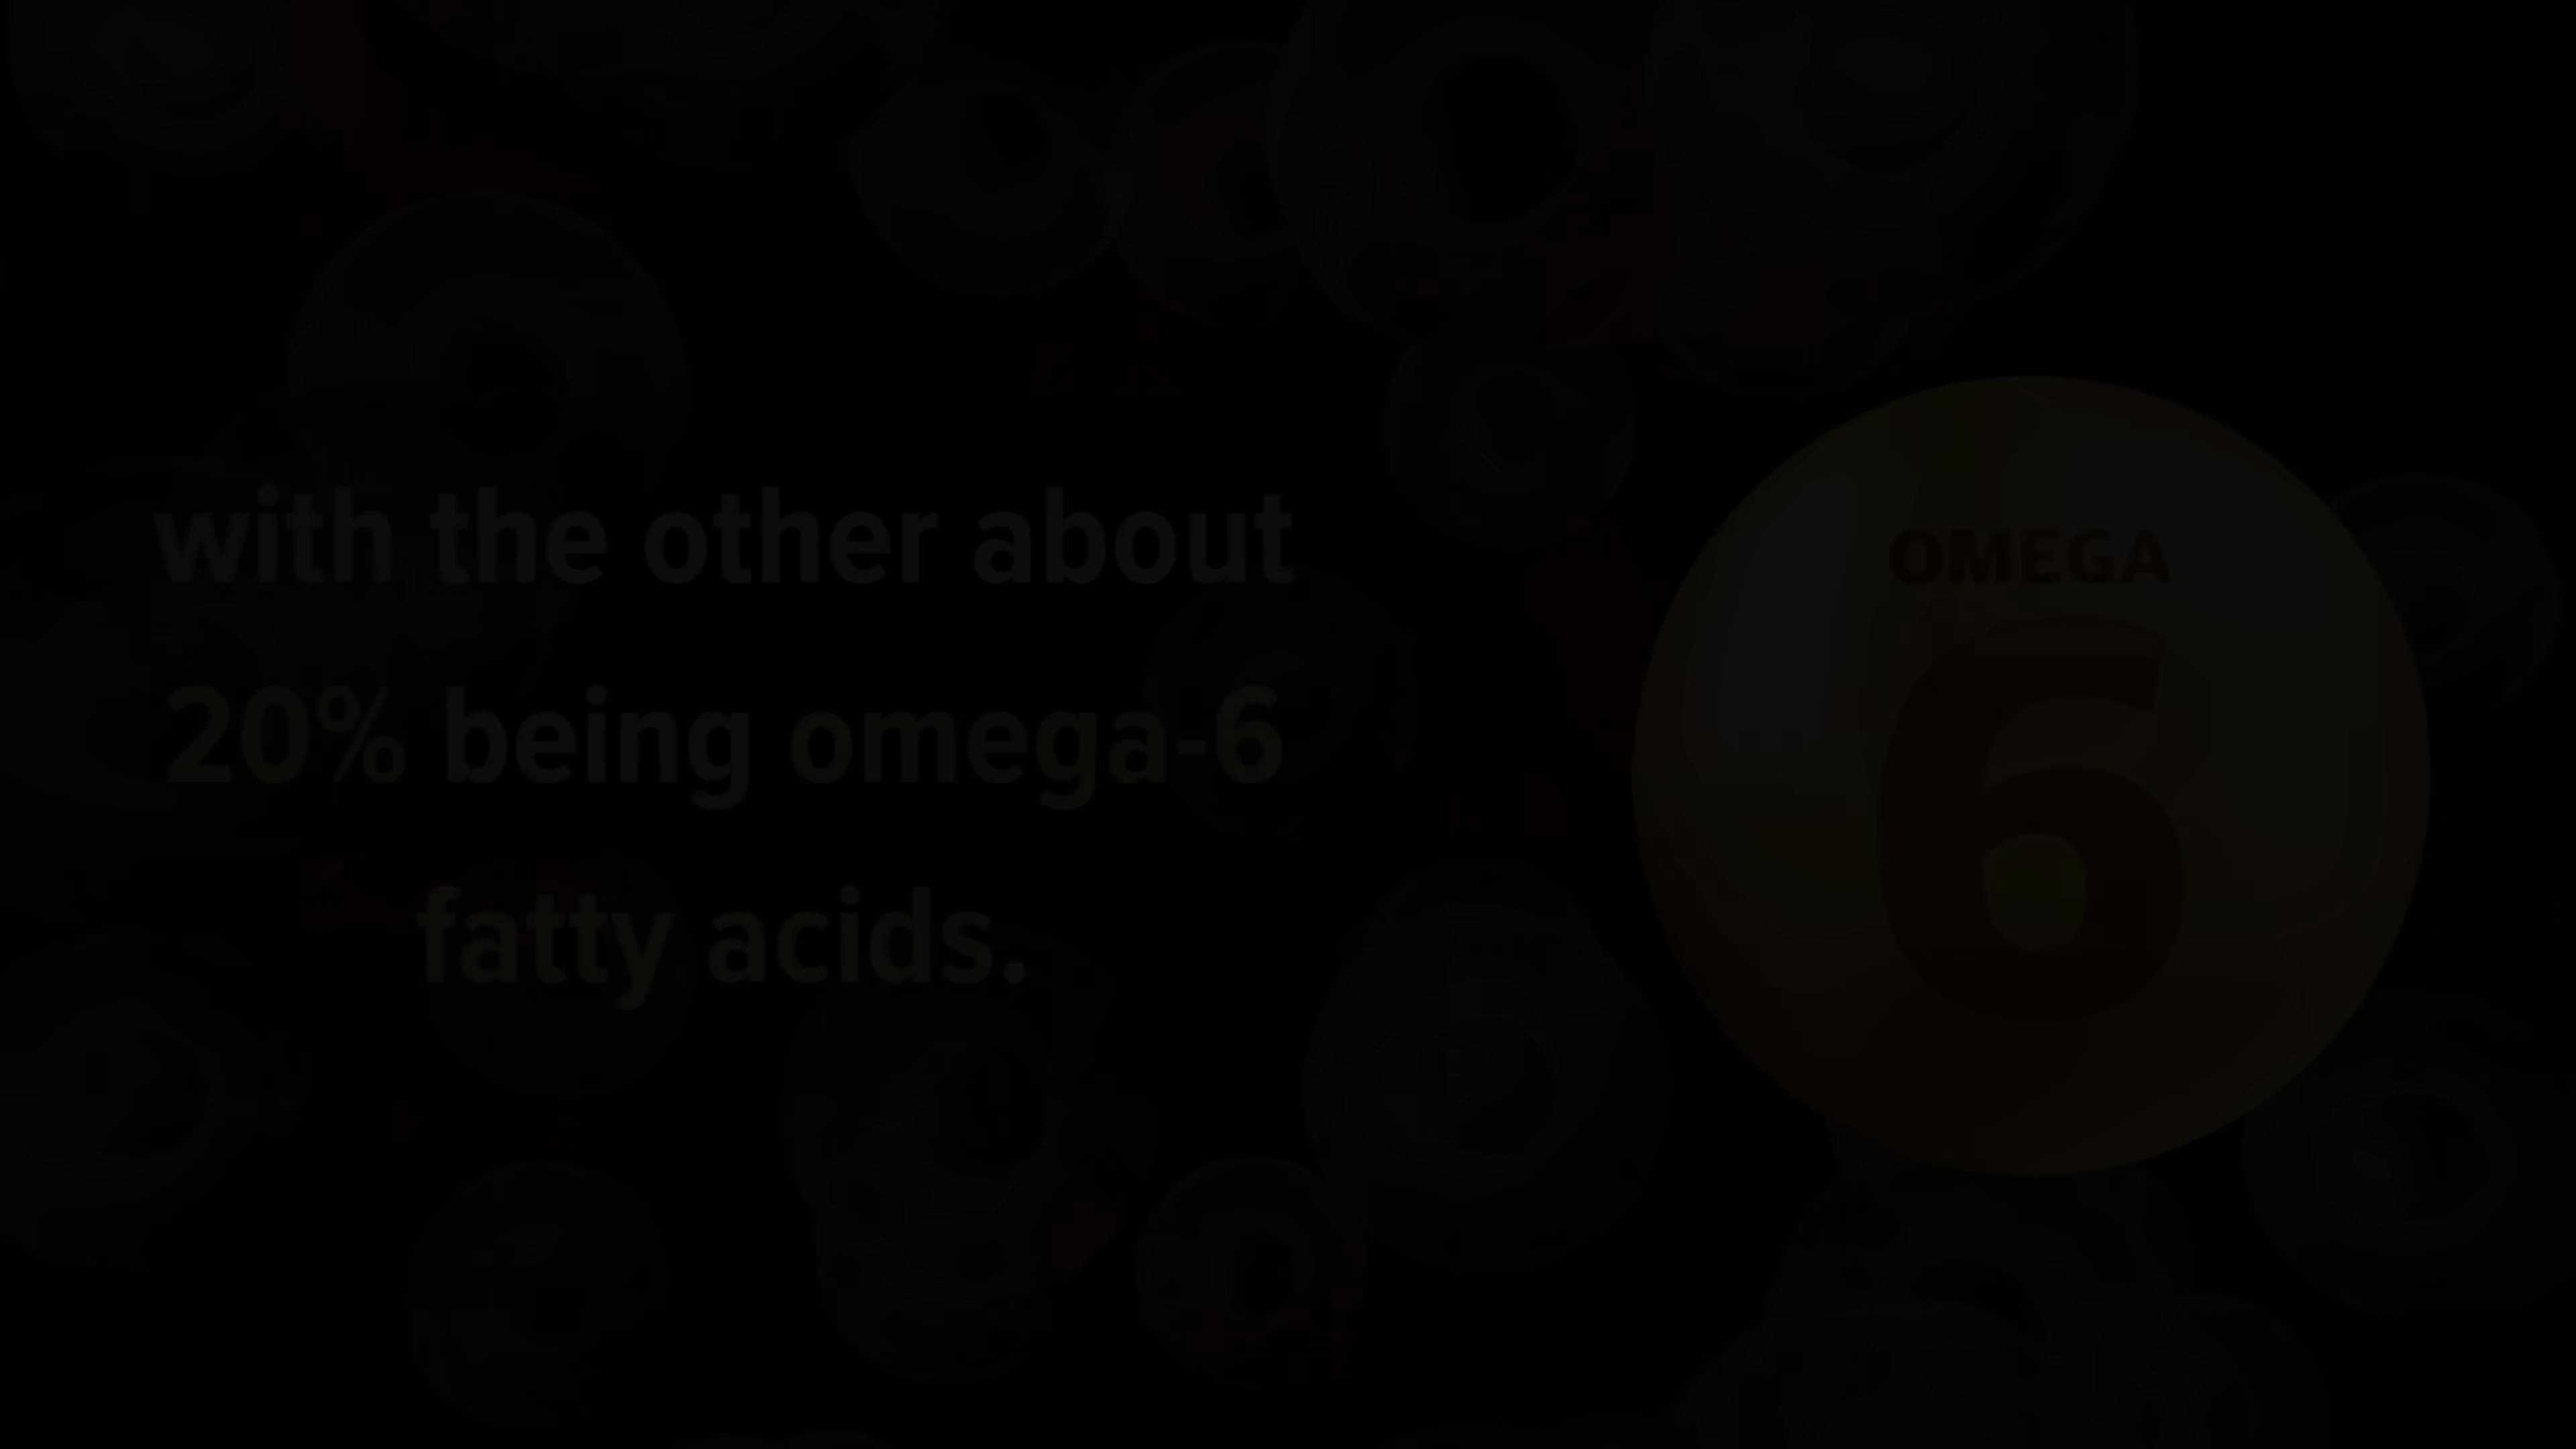 with the other about
20% being omega-6
fatty acids.
OMEGA
6